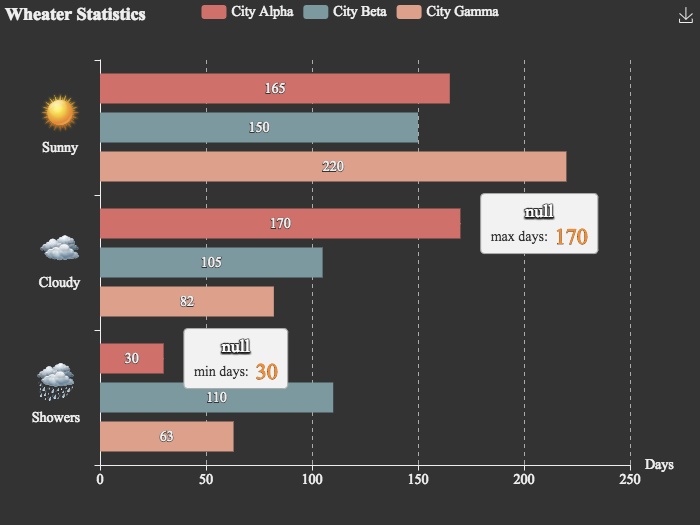 Wheater Statistics
City Alpha
City Beta
City Gamma
165
150
220
Sunny
null
max days: 170
170
105
82
Cloudy
null
min days: 30
30
110
63
Showers
0
50
100
150
200
250
Days